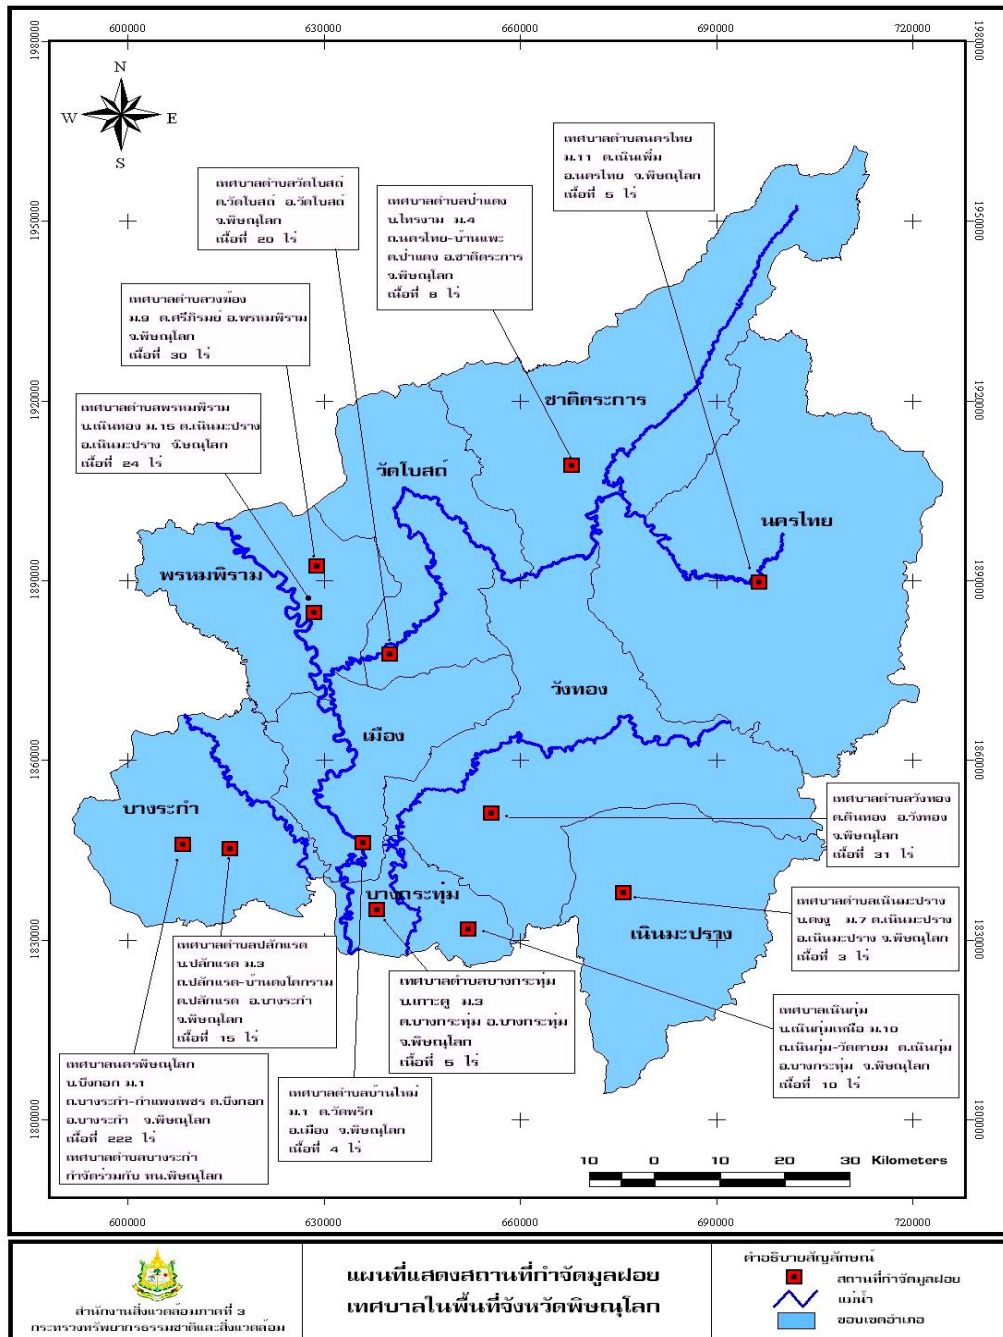 600000
630000
660000
690000
720000
1980000
1980000
N
W
E
S
เทศบาลตำบลนครไทย
ม.11 ต.เนินเพิ่ม
อ.นครไทย จ.พิษณุโลก
เนื้อที่ 5 ไร่
เทศบาลตำบลวัดโบสถ์
ต.วัดโบสถ์ อ.วัดโบสถ์
จ.พิษณุโลก
เนื้อที่ 20 ไร่
เทศบาลตำบลป่าแดง
บ.ไทรงาม ม.4
ถ.นครไทย-บ้านแพะ
ต.ป่าแดง อ.ชาติตระการ
จ.พิษณุโลก
เนื้อที่ 8 ไร่
1950000
1950000
เทศบาลตำบลวงฆ้อง
ม.9 ต.ศรีภิรมย์ อ.พรหมพิราม
จ.พิษณุโลก
เนื้อที่ 30 ไร่
เทศบาลตำบลพรหมพิราม
บ.เนินทอง ม.15 ต.เนินมะปราง
อ.เนินมะปราง จ.พิษณุโลก
เนื้อที่ 24 ไร่
1920000
1920000
ชาติตระการ
วัดโบสถ์
นครไทย
พรหมพิราม
1890000
1890000
วังทอง
เมือง
1860000
1860000
บางระกำ
เทศบาลตำบลวังทอง
ต.ดินทอง อ.วังทอง
จ.พิษณุโลก
เนื้อที่ 31 ไร่
บางกระทุ่ม
เนินมะปราง
เทศบาลตำบลเนินมะปราง
บ.ดงงู ม.7 ต.เนินมะปราง
อ.เนินมะปราง จ.พิษณุโลก
เนื้อที่ 3 ไร่
1830000
1830000
เทศบาลตำบลปลักแรด
บ.ปลักแรด ม.3
ถ.ปลักแรด-บ้านดงโคกราม
ต.ปลักแรด อ.บางระกำ
จ.พิษณุโลก
เนื้อที่ 15 ไร่
เทศบาลตำบลบางกระทุ่ม
บ.เกาะคู ม.3
ต.บางกระทุ่ม อ.บางกระทุ่ม
จ.พิษณุโลก
เนื้อที่ 5 ไร่
เทศบาลเนินกุ่ม
บ.เนินกุ่มเหนือ ม.10
ถ.เนินกุ่ม-วัดตายม ต.เนินกุ่ม
อ.บางกระทุ่ม จ.พิษณุโลก
เนื้อที่ 10 ไร่
เทศบาลนครพิษณุโลก
บ.บึงกอก ม.1
ถ.บางระกำ-กำแพงเพชร ต.บึงกอก
อ.บางระกำ จ.พิษณุโลก
เนื้อที่ 222 ไร่
เทศบาลตำบลบางระกำ
กำจัดร่วมกับ ทน.พิษณุโลก
เทศบาลตำบลบ้านใหม่
ม.1 ต.วัดพริก
อ.เมือง จ.พิษณุโลก
เนื้อที่ 4 ไร่
1800000
1800000
10 0 10 20 30 Kilometers
600000
630000
660000
690000
720000
สำนักงานสิ่งแวดล้อมภาคที่ 3
กระทรวงทรัพยากรธรรมชาติและสิ่งแวดล้อม
แผนที่แสดงสถานที่กำจัดมูลฝอย
เทศบาลในพื้นที่จังหวัดพิษณุโลก
คำอธิบายสัญลักษณ์
สถานที่กำจัดมูลฝอย
แม่น้ำ
ขอบเขตอำเภอ